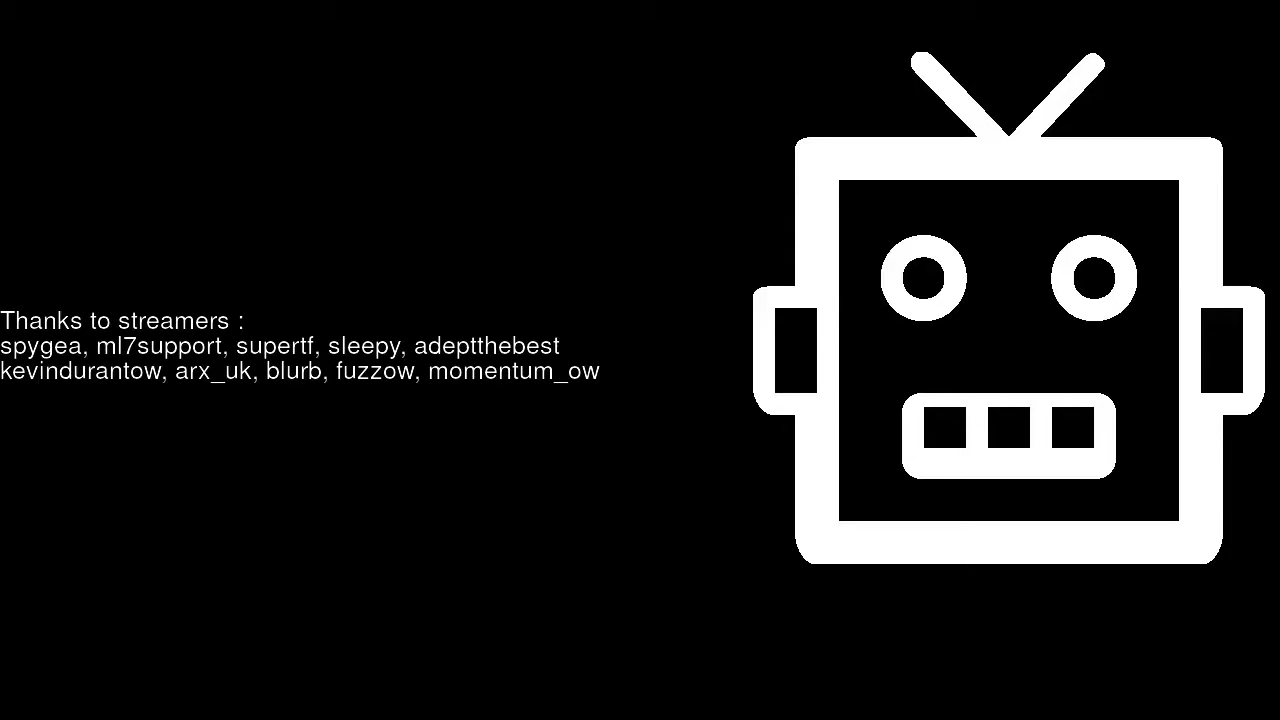 Thanks to streamers :
spygea, ml7support, supertf, sleepy, adeptthebest
kevindurantow, arx_uk, blurb, fuzzow, momentum_ow